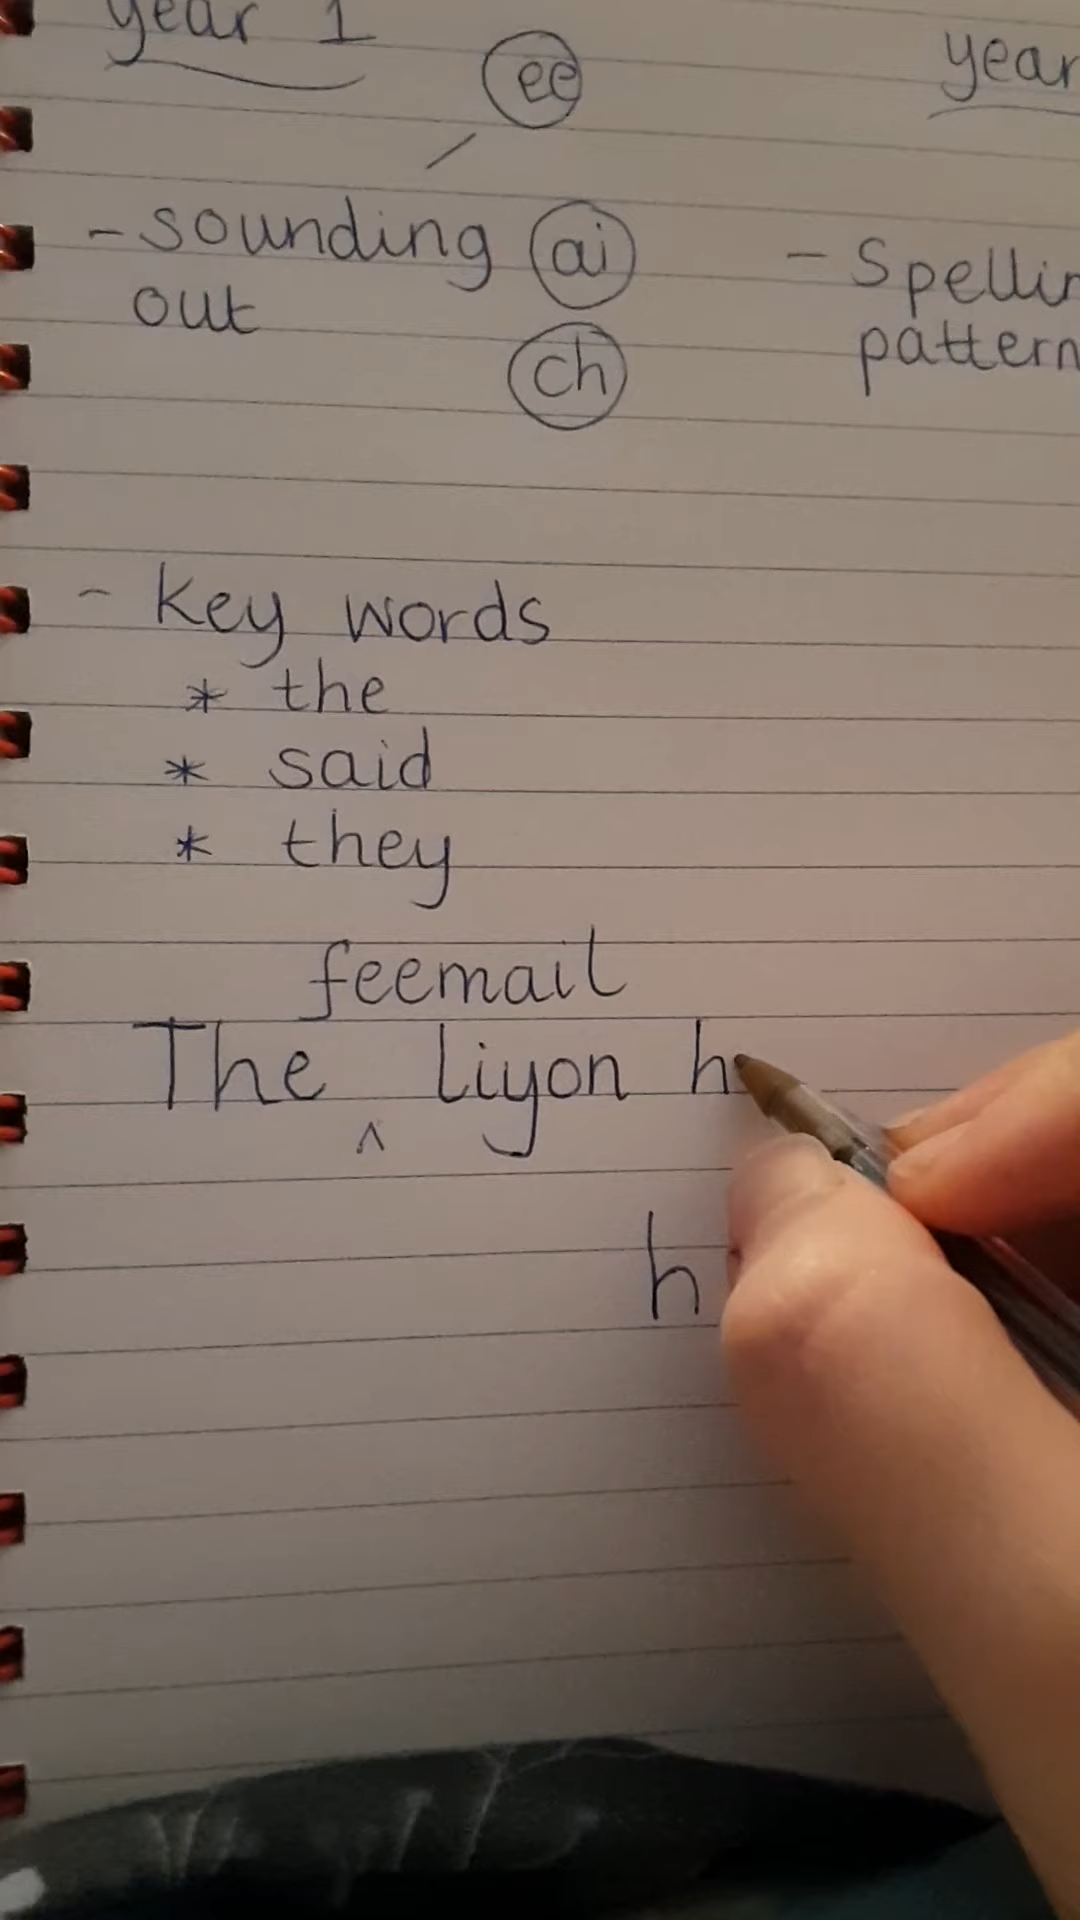 year 1
ee
year
- sounding
out
ai
ch
- Spellin
pattern
- key words
* the
* said
* they
feemail
The ^ liyon h
h